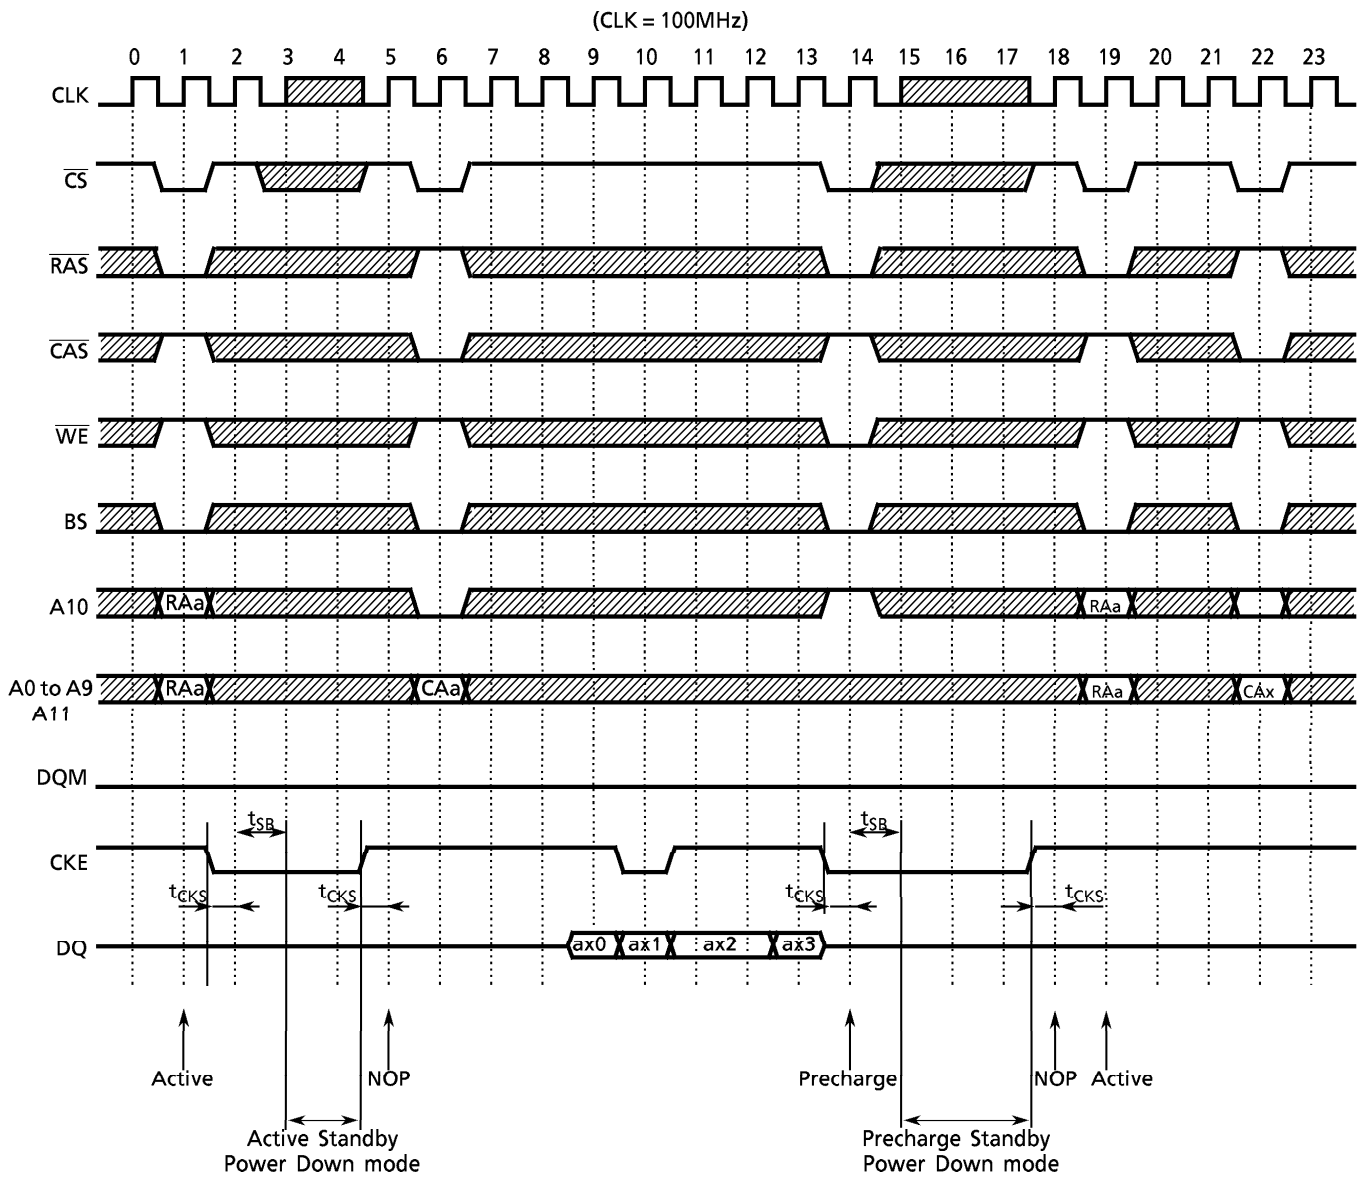 (CLK = 100MHz)
0 1 2 3 4 5 6 7 8 9 10 11 12 13 14 15 16 17 18 19 20 21 22 23
CLK
CS
RAS
CAS
WE
BS
A10 RAa RAa
A0 to A9 RAa CAa RAa CAx
A11
DQM
tSB tSB
CKE
tCKS tCKS tCKS tCKS
DQ ax0 ax1 ax2 ax3
Active NOP Precharge NOP Active
Active Standby Precharge Standby
Power Down mode Power Down mode